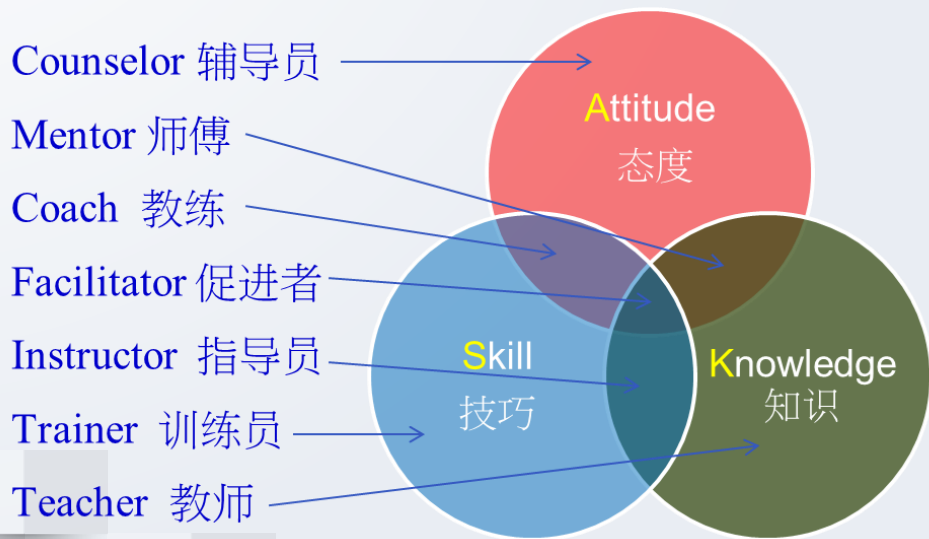 Counselor 辅导员
Mentor 师傅
Coach 教练
Facilitator 促进者
Instructor 指导员
Trainer 训练员
Teacher 教师
Attitude
态度
Skill
技巧
Knowledge
知识